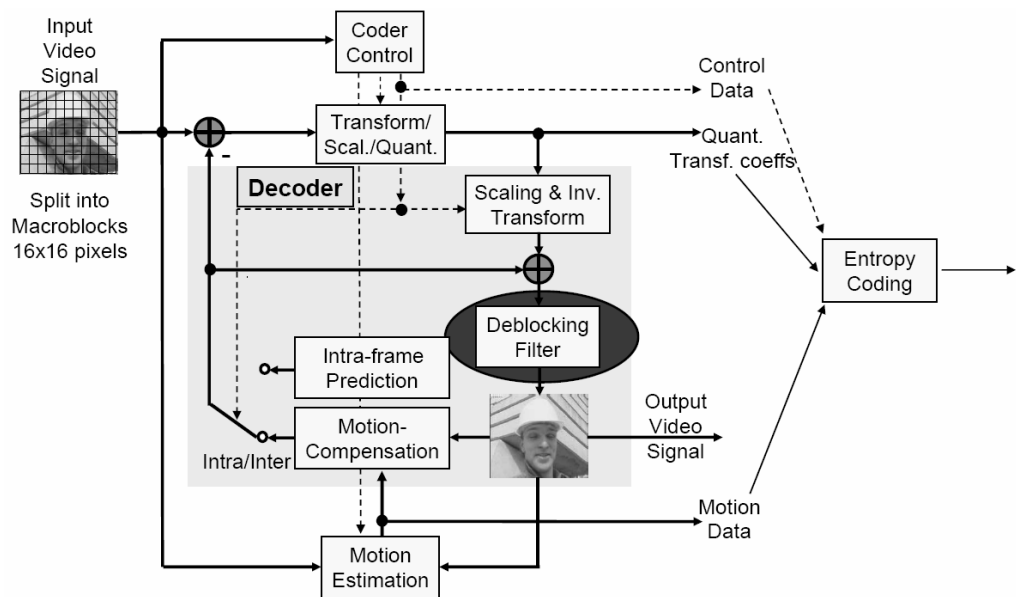 Input
Video
Signal
Split into
Macroblocks
16x16 pixels
Coder
Control
Transform/
Scal./Quant.
-
Decoder
Scaling & Inv.
Transform
Deblocking
Filter
Intra-frame
Prediction
Motion-
Compensation
Intra/Inter
Motion
Estimation
Control
Data
Quant.
Transf. coeffs
Output
Video
Signal
Motion
Data
Entropy
Coding